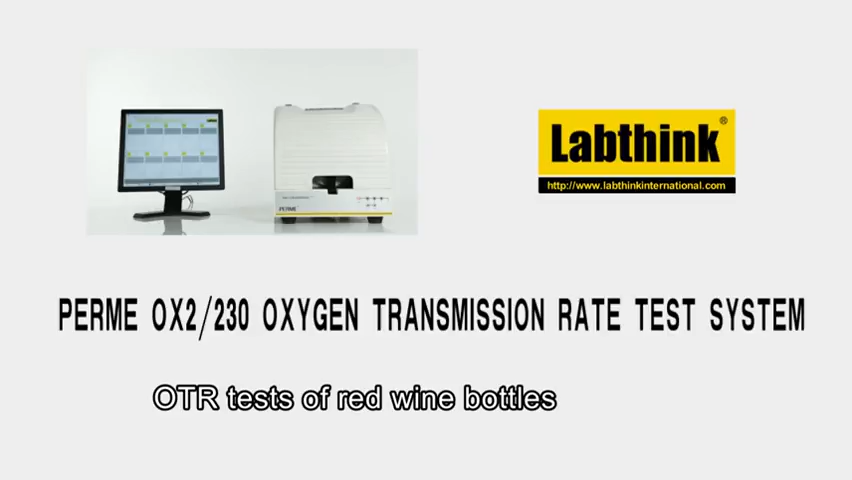 Labthink®
http://www.labthinkinternational.com
PERME
PERME OX2/230 OXYGEN TRANSMISSION RATE TEST SYSTEM
OTR tests of red wine bottles